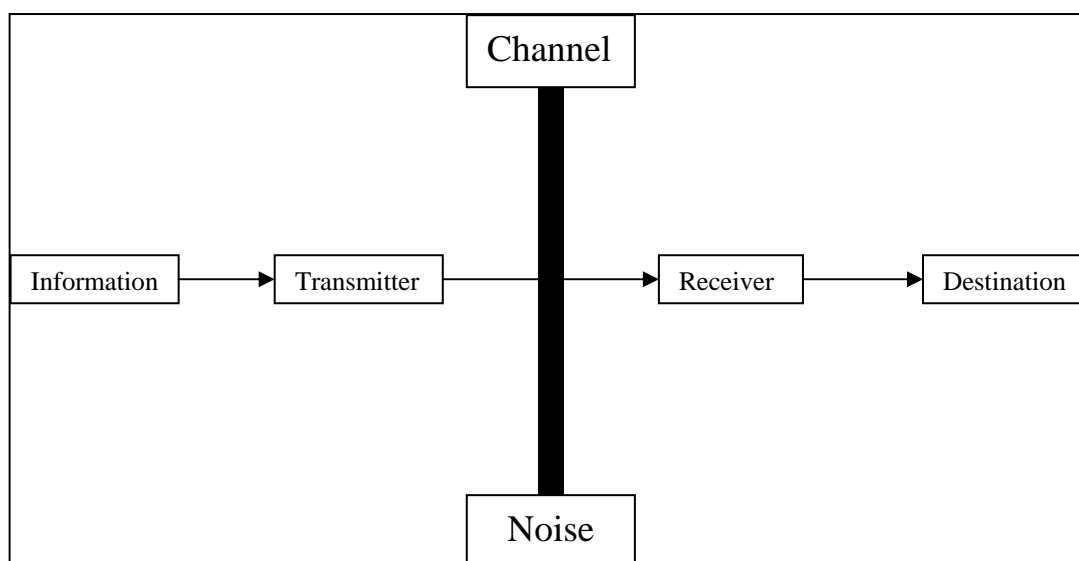 Channel
Information
Transmitter
Receiver
Destination
Noise